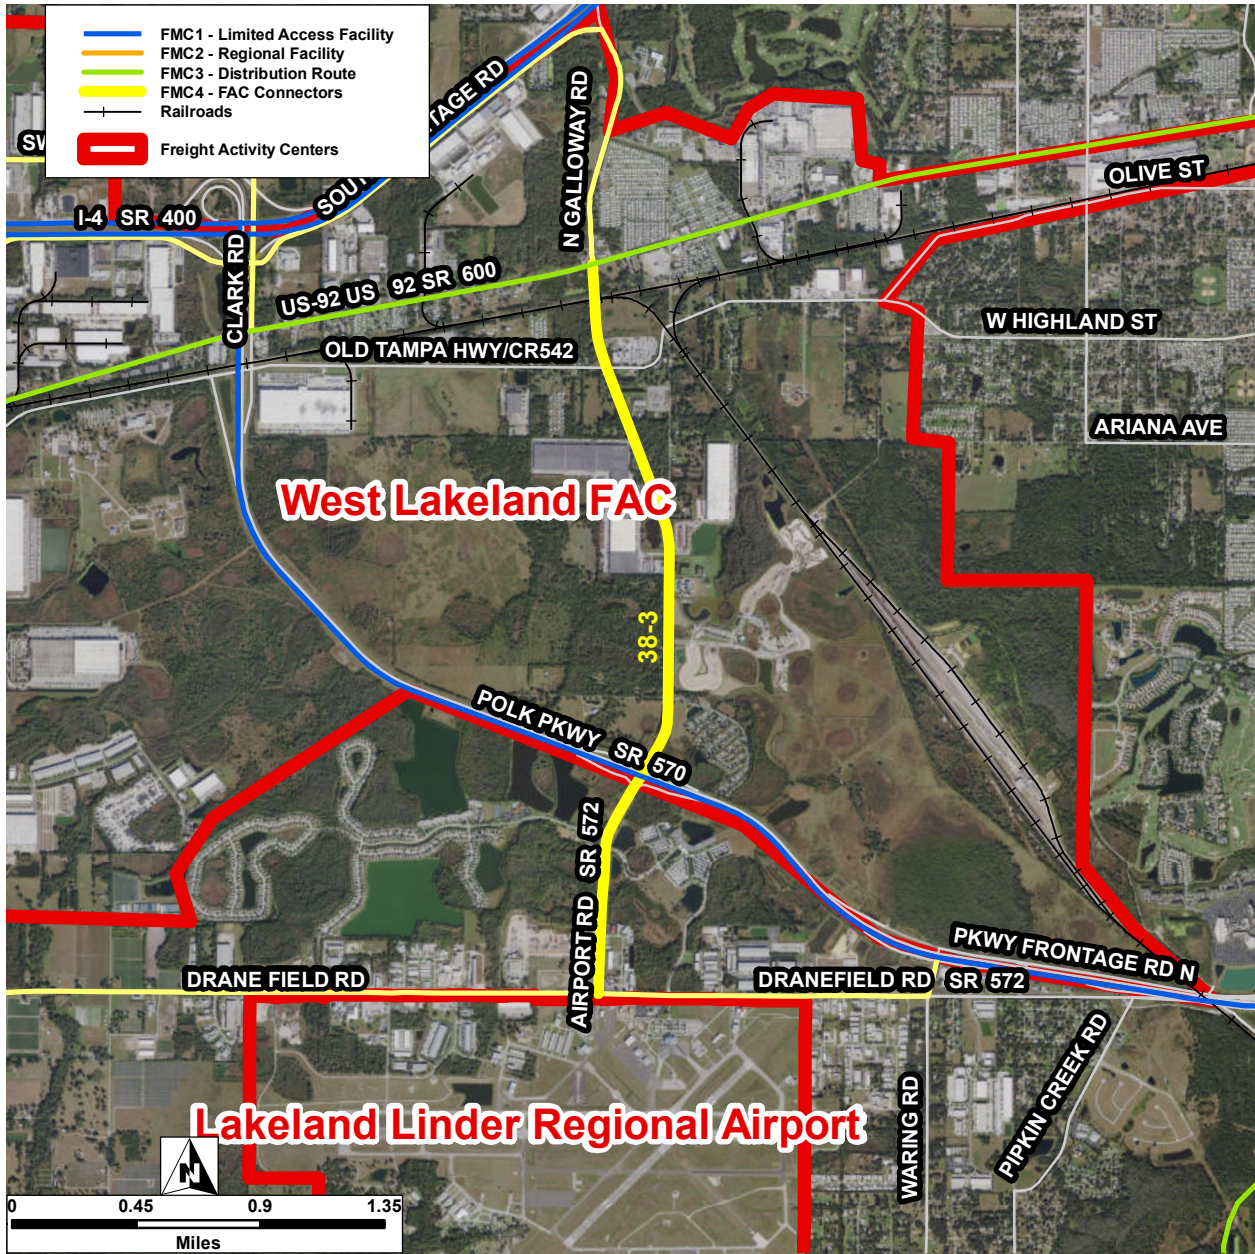 FMC1 - Limited Access Facility
FMC2 - Regional Facility
FMC3 - Distribution Route
FMC4 - FAC Connectors
Railroads
Freight Activity Centers
I-4 SR 400
CLARK RD
N GALLOWAY RD
OLIVE ST
US-92 US 92 SR 600
OLD TAMPA HWY/CR542
W HIGHLAND ST
ARIANA AVE
West Lakeland FAC
38-3
POLK PKWY SR 570
AIRPORT RD SR 572
PKWY FRONTAGE RD N
DRANE FIELD RD
DRANEFIELD RD SR 572
WARING RD
PIPKIN CREEK RD
Lakeland Linder Regional Airport
N
0 0.45 0.9 1.35
Miles